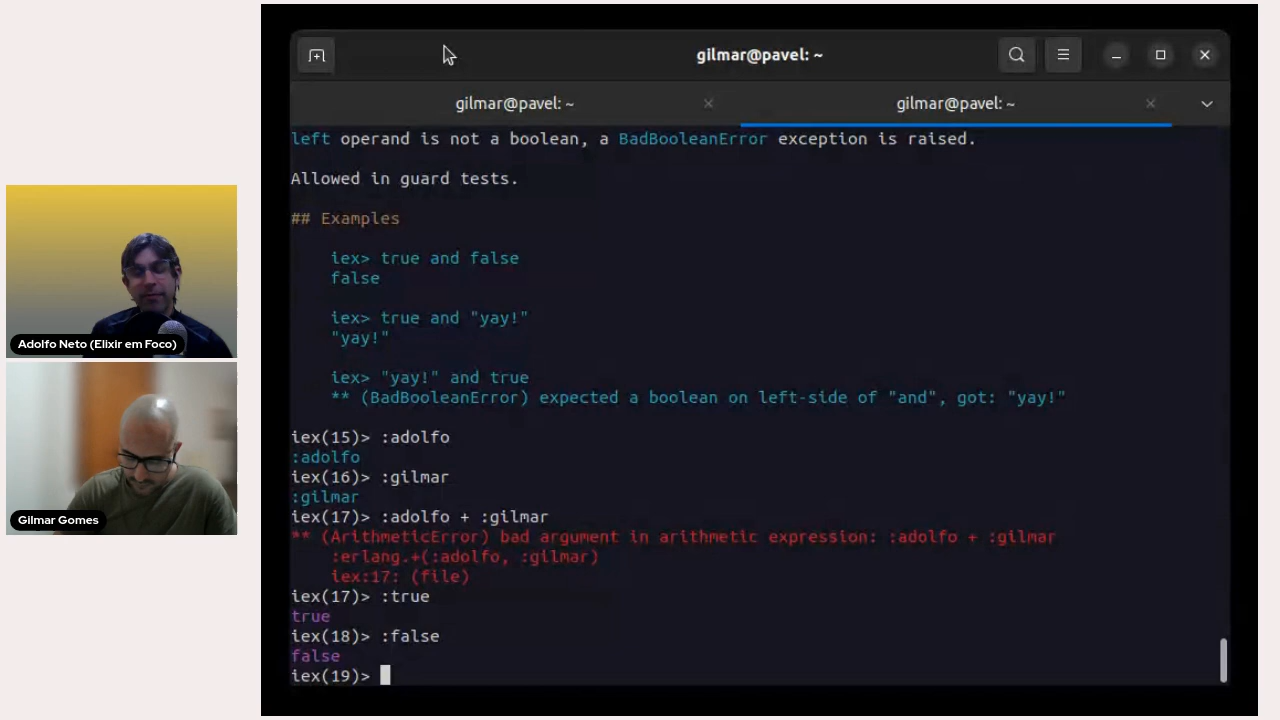 gilmar@pavel: ~
gilmar@pavel: ~
gilmar@pavel: ~
left operand is not a boolean, a BadBooleanError exception is raised.
Allowed in guard tests.
## Examples
iex> true and false
false
iex> true and "yay!"
"yay!"
iex> "yay!" and true
** (BadBooleanError) expected a boolean on left-side of "and", got: "yay!"
iex(15)> :adolfo
:adolfo
iex(16)> :gilmar
:gilmar
iex(17)> :adolfo + :gilmar
** (ArithmeticError) bad argument in arithmetic expression: :adolfo + :gilmar
:erlang.+(:adolfo, :gilmar)
iex:17: (file)
iex(17)> :true
true
iex(18)> :false
false
iex(19)>
Adolfo Neto (Elixir em Foco)
Gilmar Gomes